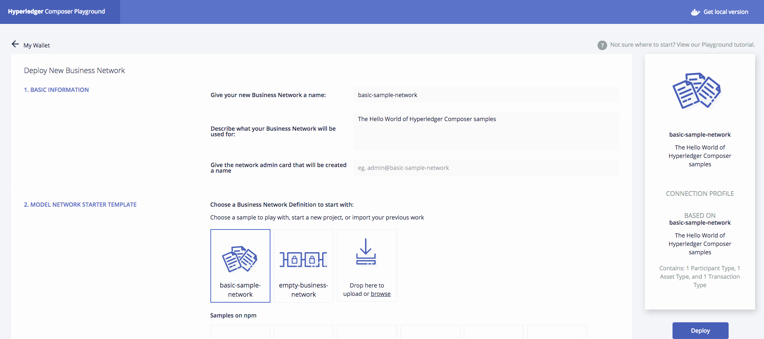 Hyperledger Composer Playground
Get local version
My Wallet
? Not sure where to start? View our Playground tutorial.
Deploy New Business Network
1. BASIC INFORMATION
Give your new Business Network a name:
basic-sample-network
Describe what your Business Network will be
used for:
The Hello World of Hyperledger Composer samples
Give the network admin card that will be created
a name
eg. admin@basic-sample-network
2. MODEL NETWORK STARTER TEMPLATE
Choose a Business Network Definition to start with:
Choose a sample to play with, start a new project, or import your previous work
basic-sample-
network
empty-business-
network
Drop here to
upload or browse
Samples on npm
basic-sample-network
The Hello World of
Hyperledger Composer
samples
CONNECTION PROFILE
BASED ON
basic-sample-network
The Hello World of
Hyperledger Composer
samples
Contains: 1 Participant Type, 1
Asset Type, and 1 Transaction
Type
Deploy